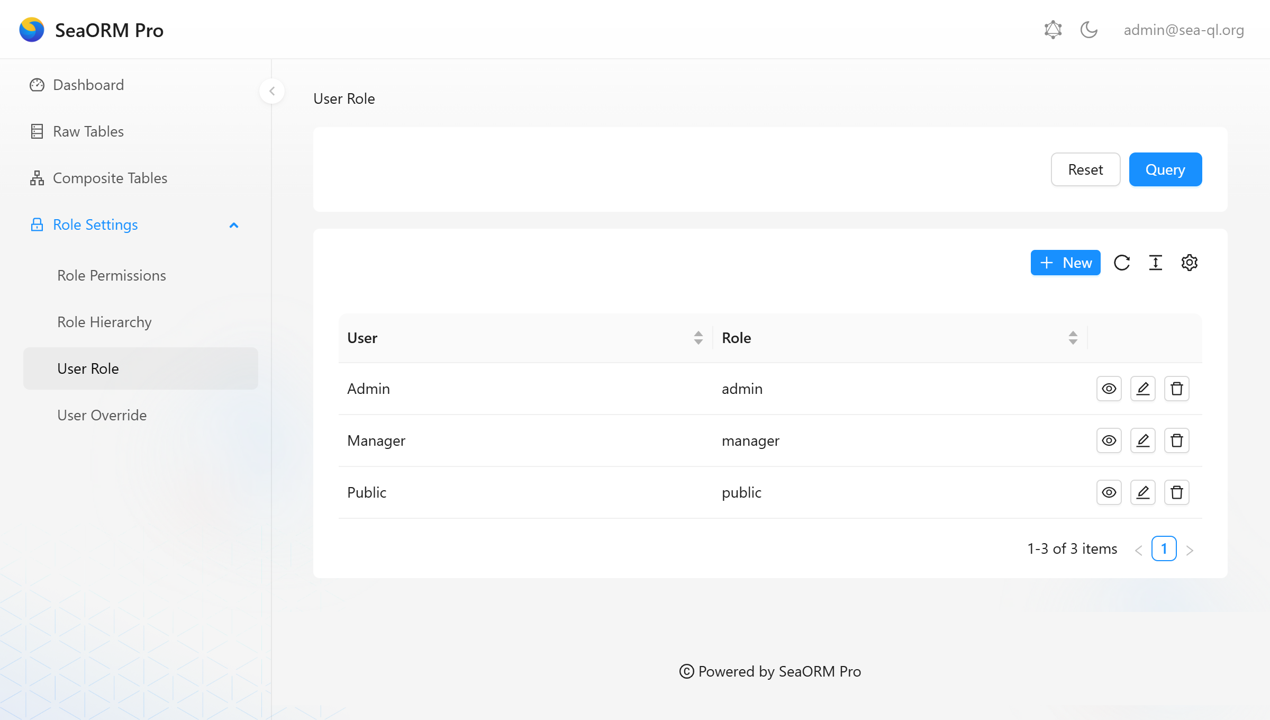 SeaORM Pro
admin@sea-ql.org
Dashboard
Raw Tables
Composite Tables
Role Settings
Role Permissions
Role Hierarchy
User Role
User Override
User Role
Reset
Query
New
User
Role
Admin
admin
Manager
manager
Public
public
1-3 of 3 items
1
© Powered by SeaORM Pro